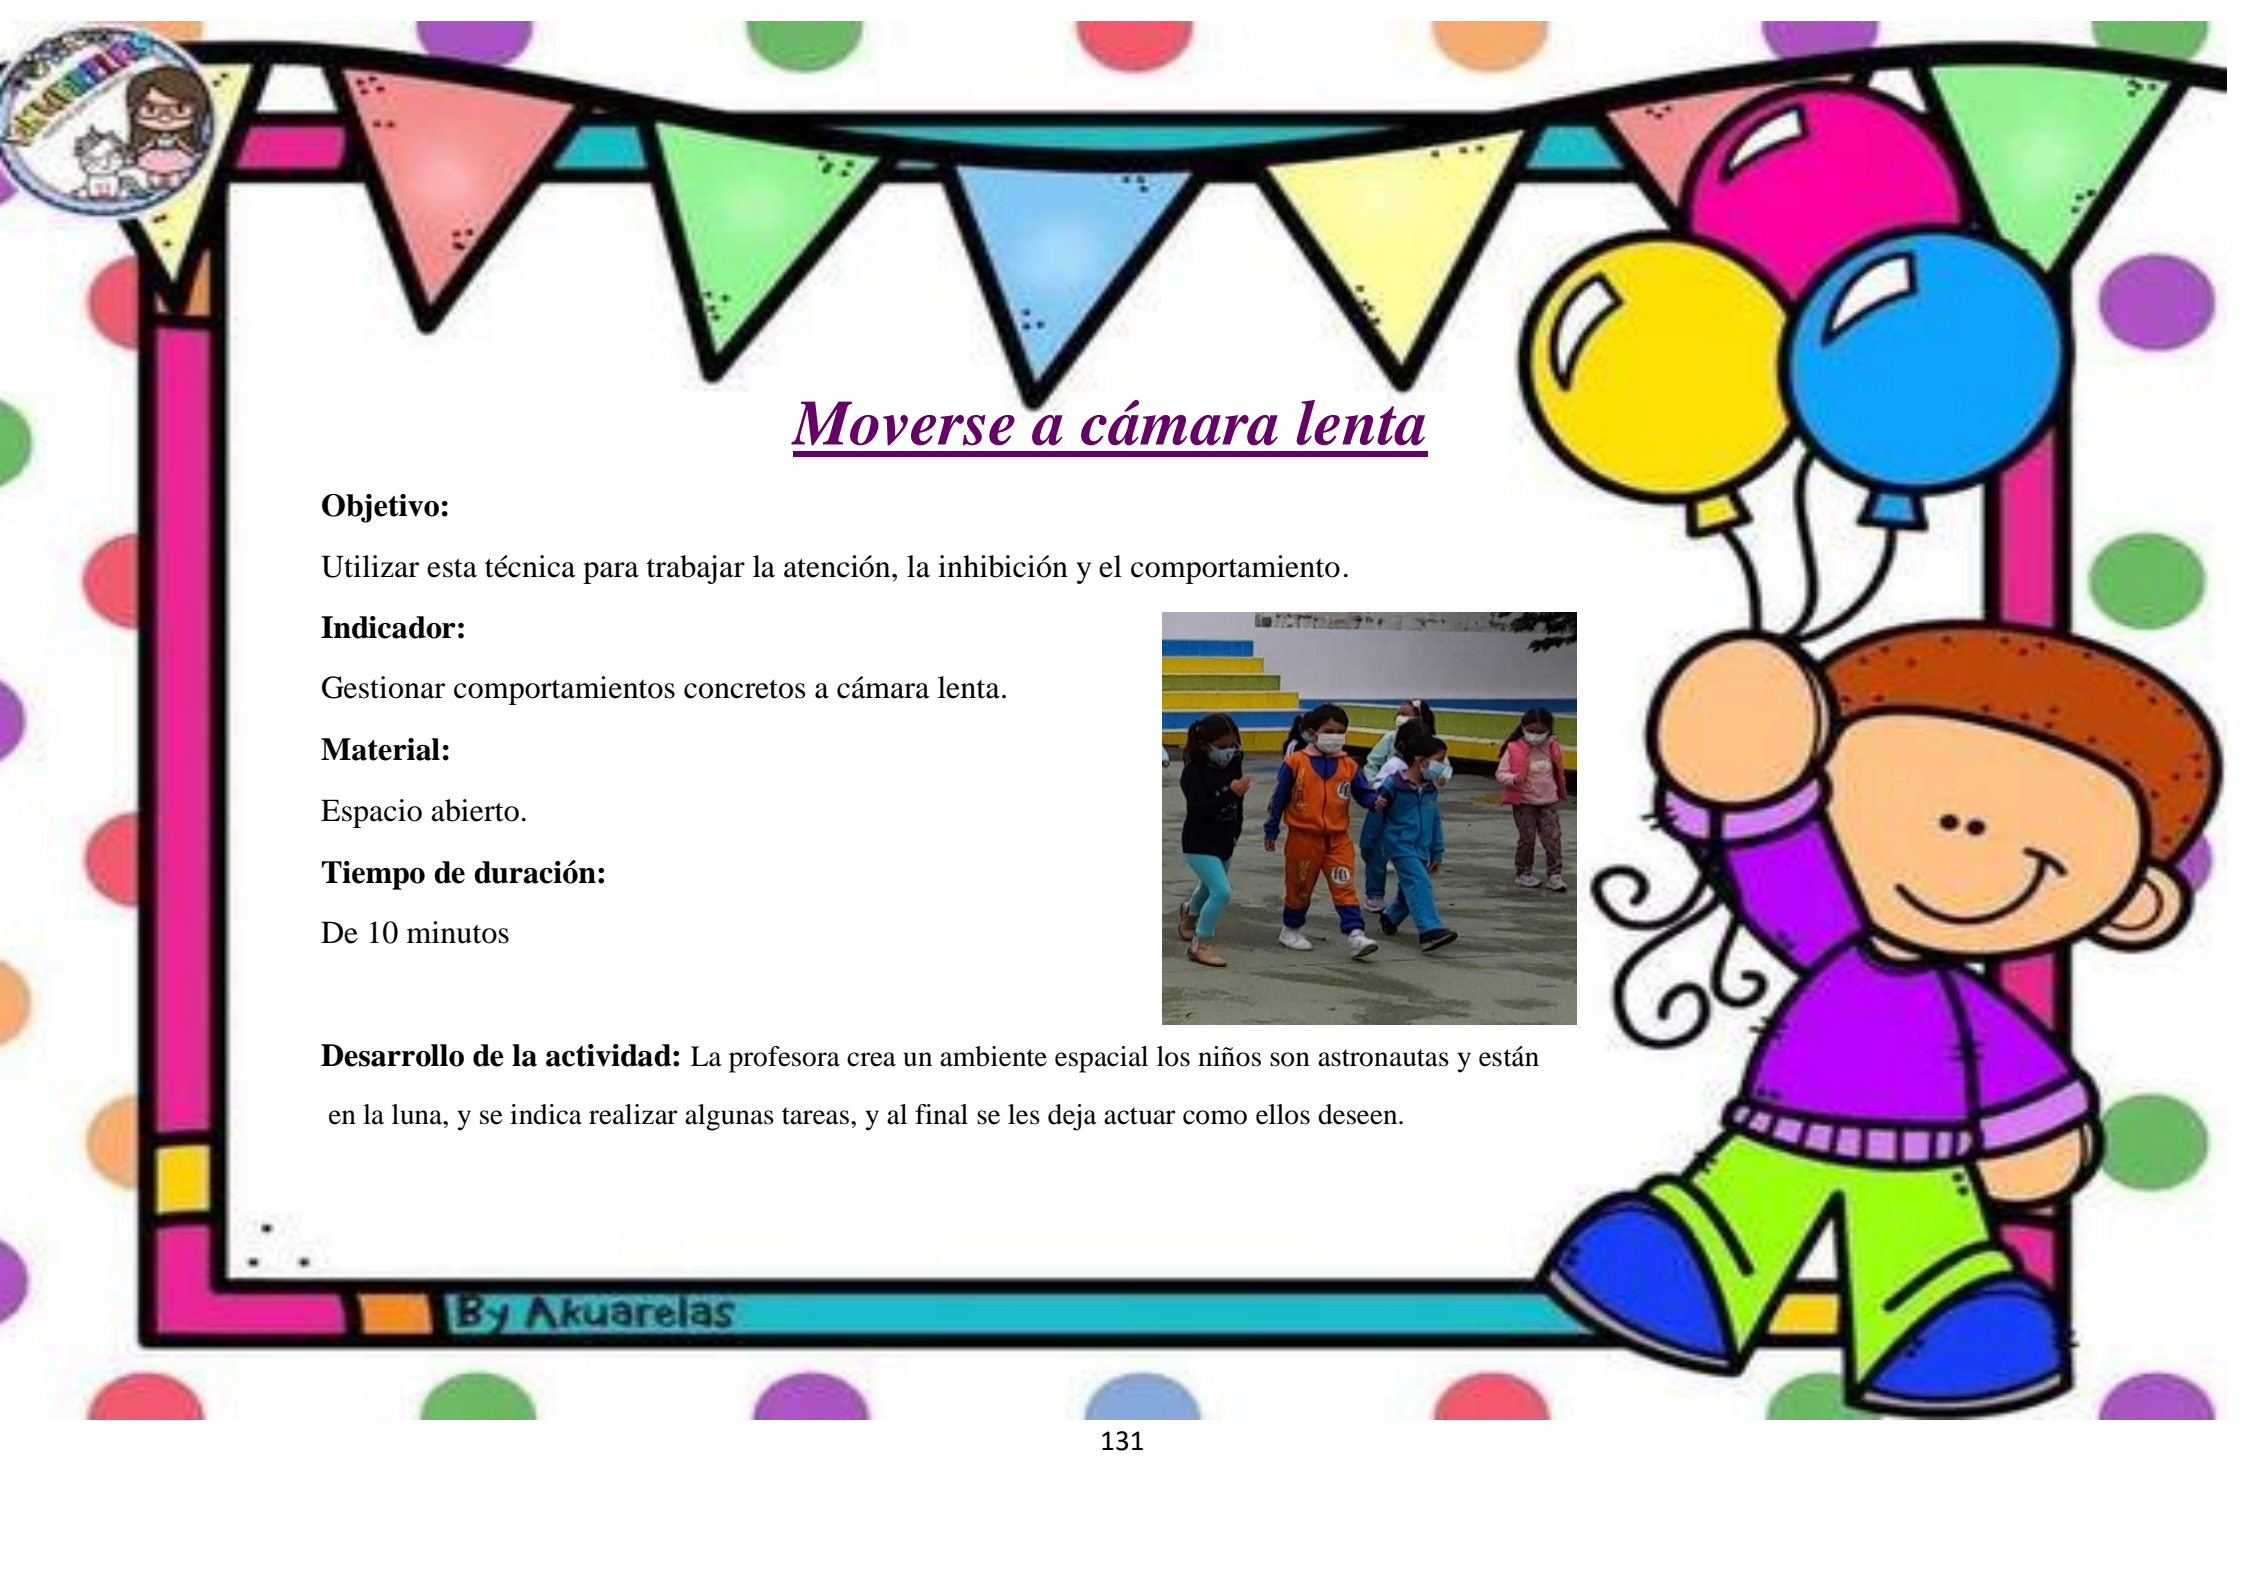 Moverse a cámara lenta
Objetivo:
Utilizar esta técnica para trabajar la atención, la inhibición y el comportamiento.
Indicador:
Gestionar comportamientos concretos a cámara lenta.
Material:
Espacio abierto.
Tiempo de duración:
De 10 minutos
Desarrollo de la actividad: La profesora crea un ambiente espacial los niños son astronautas y están
en la luna, y se indica realizar algunas tareas, y al final se les deja actuar como ellos deseen.
By Akuarelas
131